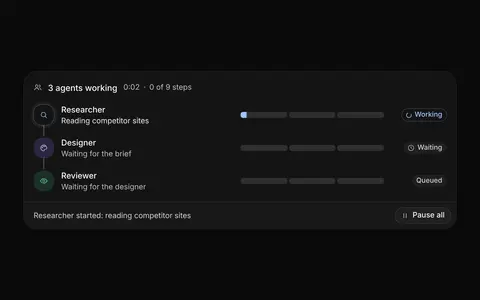 3 agents working 0:02 · 0 of 9 steps
Researcher
Reading competitor sites
Working
Designer
Waiting for the brief
Waiting
Reviewer
Waiting for the designer
Queued
Researcher started: reading competitor sites
Pause all